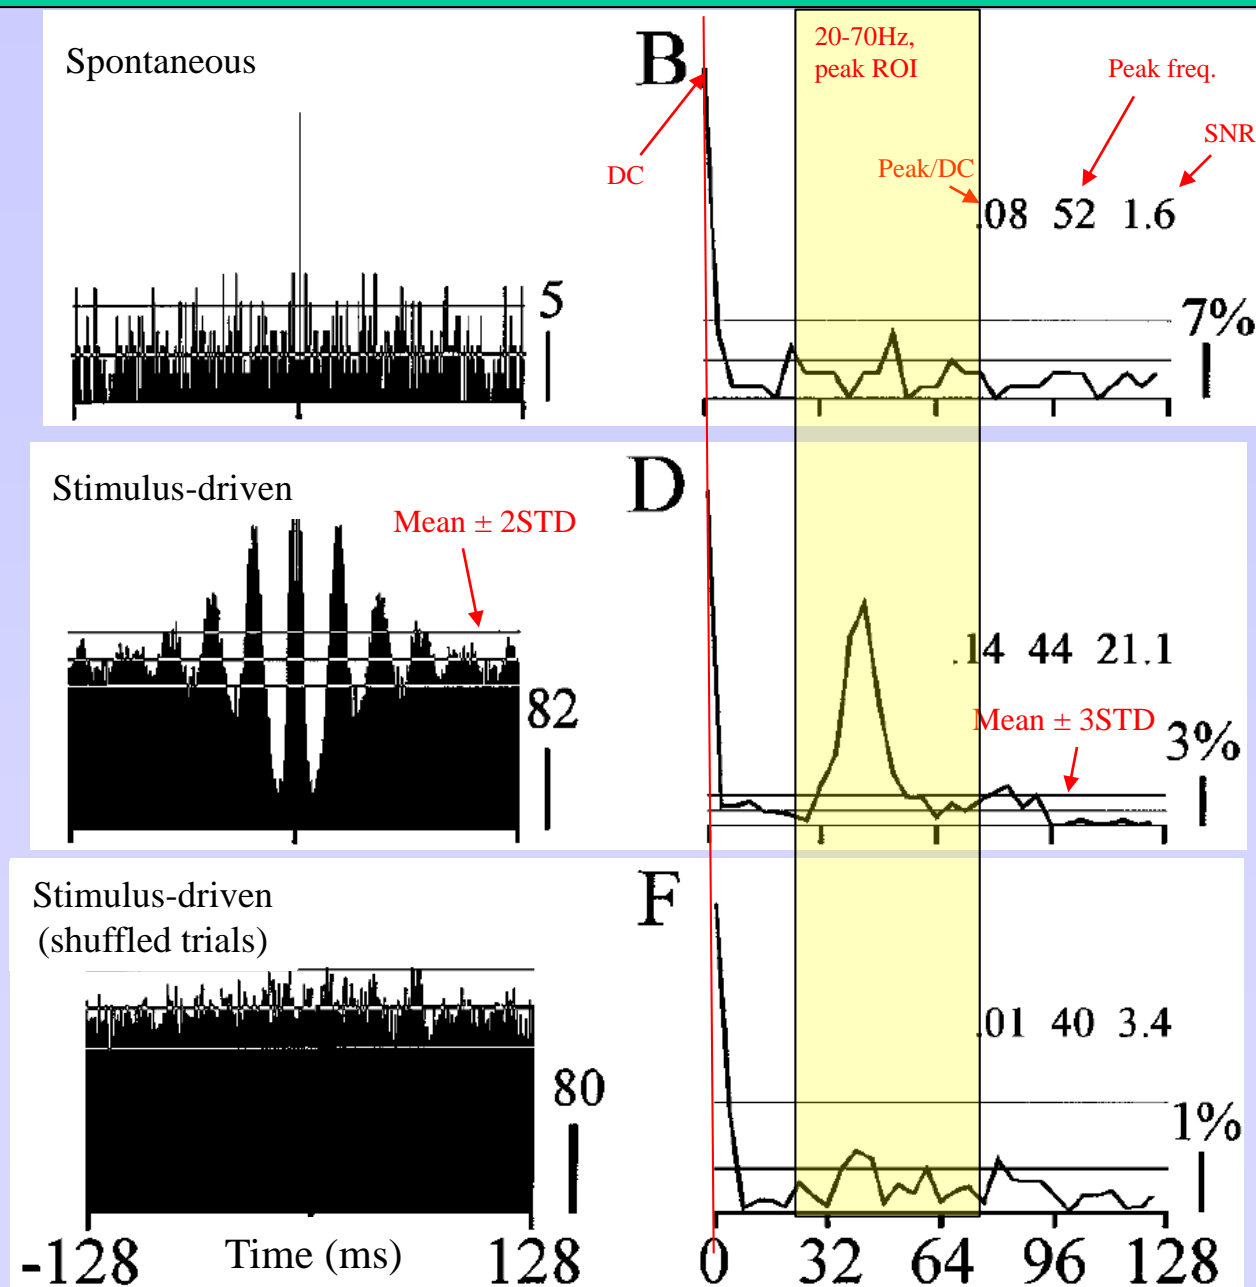 Spontaneous
B
20-70Hz,
peak ROI
Peak freq.
SNR
DC
Peak/DC
.08 52 1.6
5
7%
Stimulus-driven
D
Mean ± 2STD
.14 44 21.1
82
Mean ± 3STD
3%
Stimulus-driven
(shuffled trials)
F
.01 40 3.4
80
1%
-128 Time (ms) 128
0 32 64 96 128